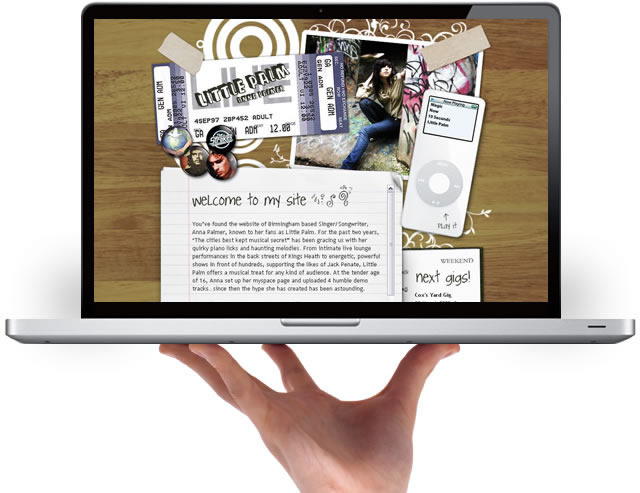 LITTLE PALM
ANNA PALMER
GA
GEN ADM
GEN ADM
4SEP97 2BP4S2 ADULT
GA GEN ADM 12.00
Now Playing
Magic
Now
10 Seconds
Little Palm
PLAY IT
welcome to my site
You've found the website of Birmingham based Singer/Songwriter,
Anna Palmer, known to her fans as Little Palm. For the past two years,
"The cities best kept musical secret" has been gracing us with her
quirky piano licks and haunting melodies. From intimate live lounge
performances in the back streets of Kings Heath to energetic, powerful
shows in front of hundreds, supporting the likes of Jack Penate, Little
Palm offers a musical treat for any kind of audience. At the tender age
of 16, Anna set up her myspace page and uploaded 4 humble demo
tracks..since then the hype she has created has been astounding.
WEEKEND
next gigs!
Cox's Yard Gig